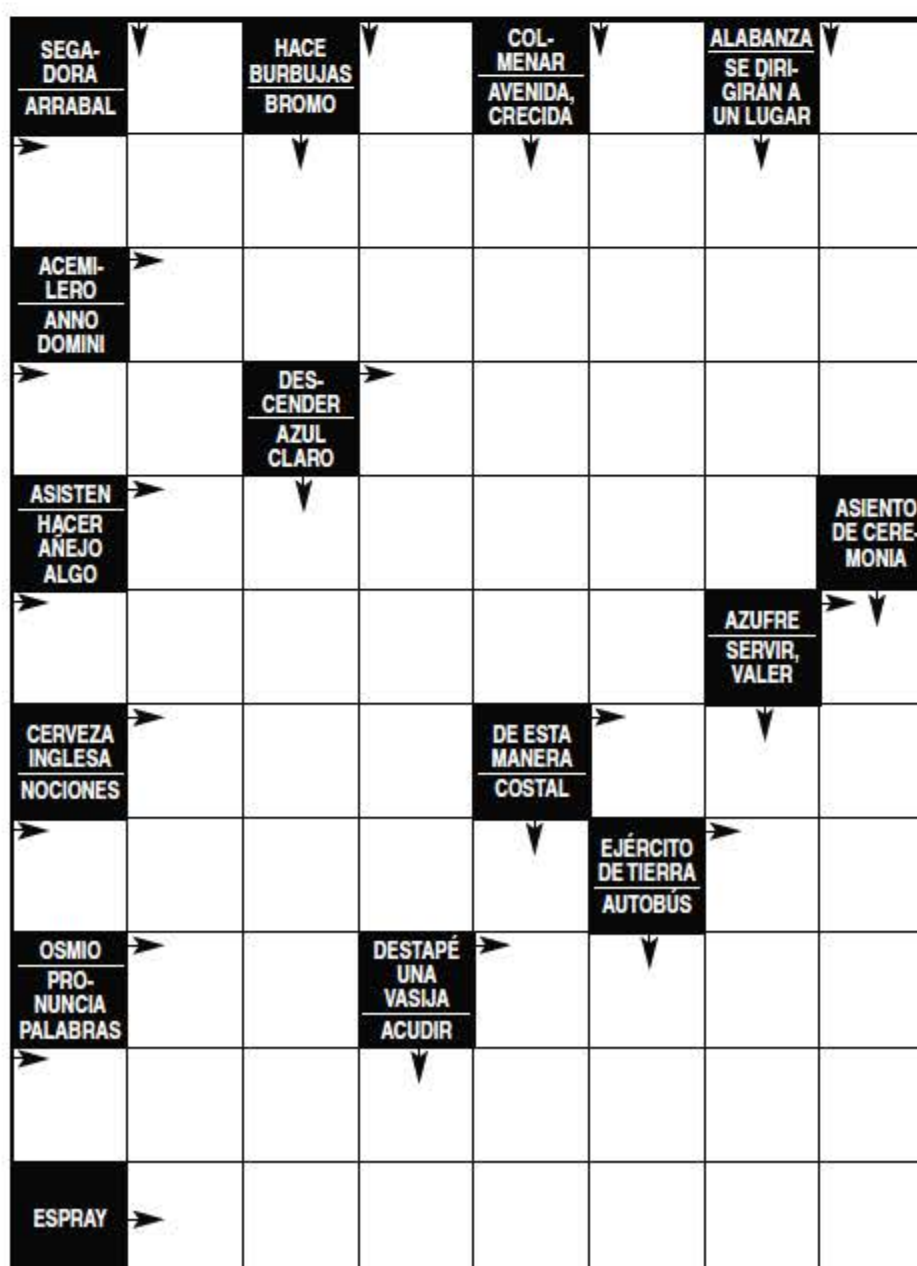 SEGA-
DORA
ARRABAL
HACE
BURBUJAS
BROMO
COL-
MENAR
AVENIDA,
CRECIDA
ALABANZA
SE DIRI-
GIRÁN A
UN LUGAR
ACEMI-
LERO
ANNO
DOMINI
DES-
CENDER
AZUL
CLARO
ASISTEN
HACER
AÑEJO
ALGO
ASIENTO
DE CERE-
MONIA
AZUFRE
SERVIR,
VALER
CERVEZA
INGLESA
NOCIONES
DE ESTA
MANERA
COSTAL
EJÉRCITO
DE TIERRA
AUTOBÚS
OSMIO
PRO-
NUNCIA
PALABRAS
DESTAPÉ
UNA
VASIJA
ACUDIR
ESPRAY